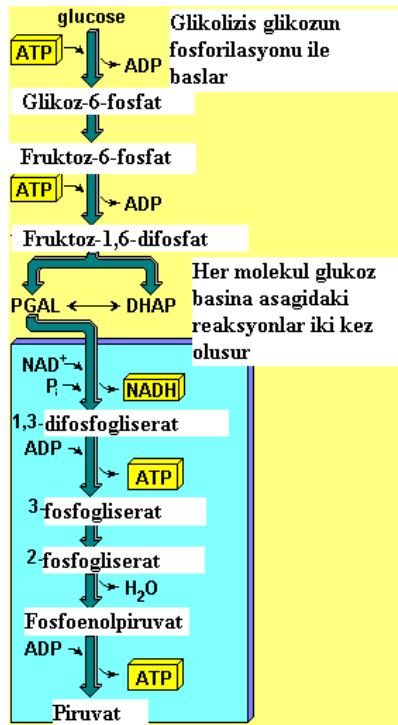 glucose
Glikolizis glikozun
fosforilasyonu ile
baslar
ATP
ADP
Glikoz-6-fosfat
Fruktoz-6-fosfat
ATP
ADP
Fruktoz-1,6-difosfat
Her molekul glukoz
basina asagidaki
reaksyonlar iki kez
olusur
PGAL
DHAP
NAD+
Pi
NADH
1,3-difosfogliserat
ADP
ATP
3-fosfogliserat
2-fosfogliserat
H2O
Fosfoenolpiruvat
ADP
ATP
Piruvat